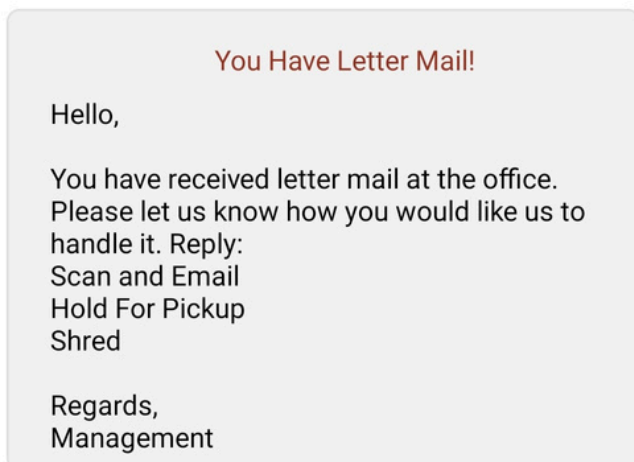 You Have Letter Mail!
Hello,
You have received letter mail at the office.
Please let us know how you would like us to
handle it. Reply:
Scan and Email
Hold For Pickup
Shred
Regards,
Management